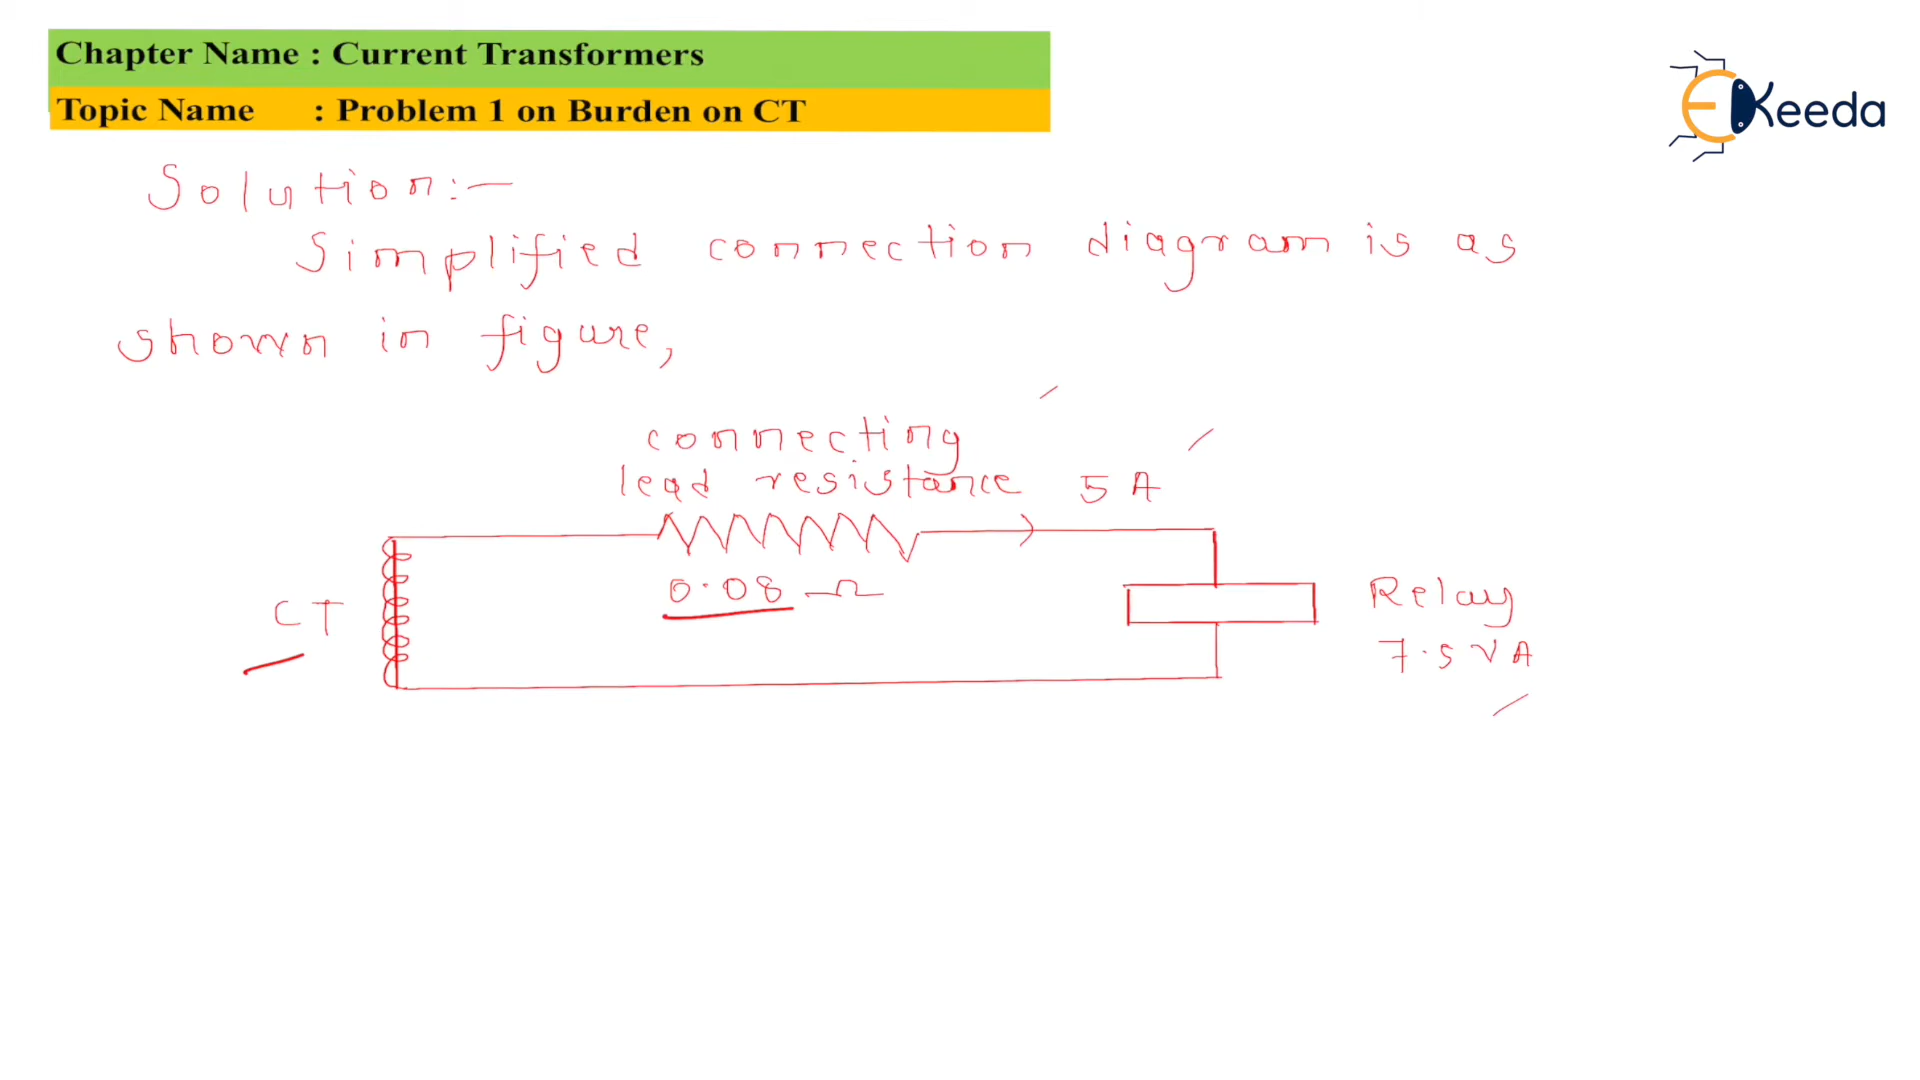 Chapter Name : Current Transformers
Topic Name : Problem 1 on Burden on CT
EKeeda
Solution:-
Simplified connection diagram is as
shown in figure,
connecting
lead resistance 5 A
0.08 Ω
CT
Relay
7.5 VA